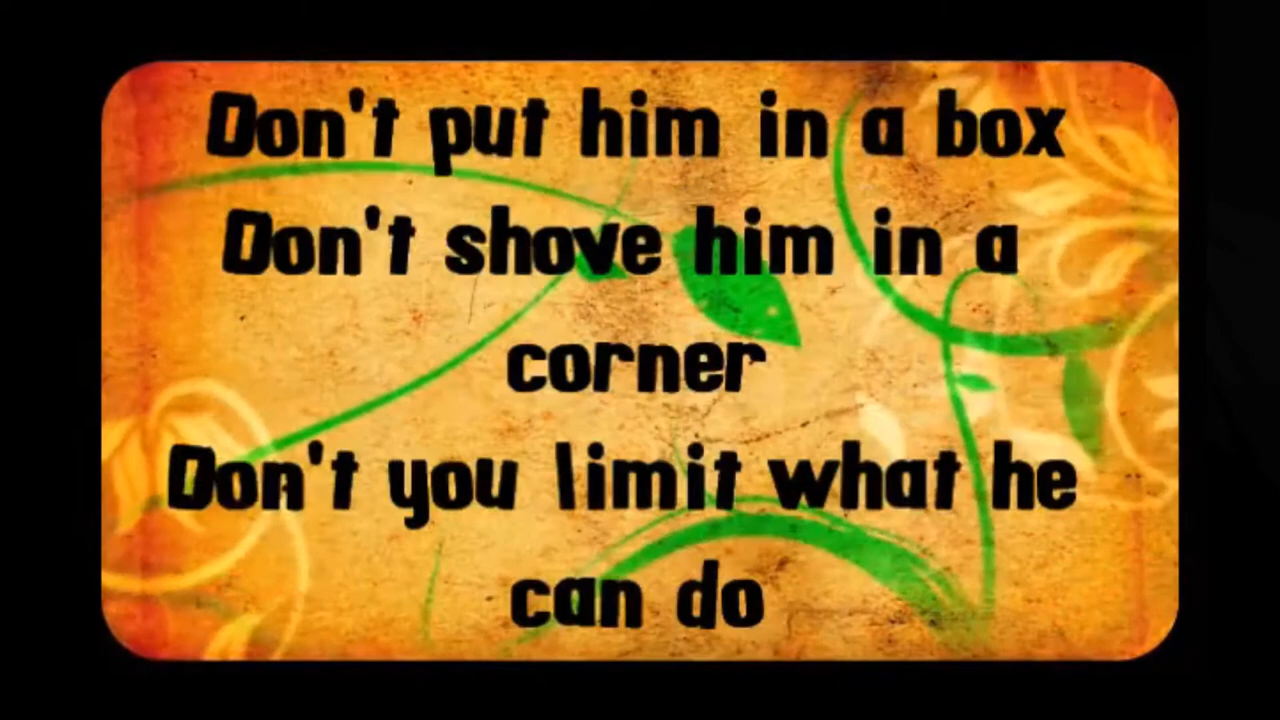 Don't put him in a box
Don't shove him in a
corner
Don't you limit what he
can do